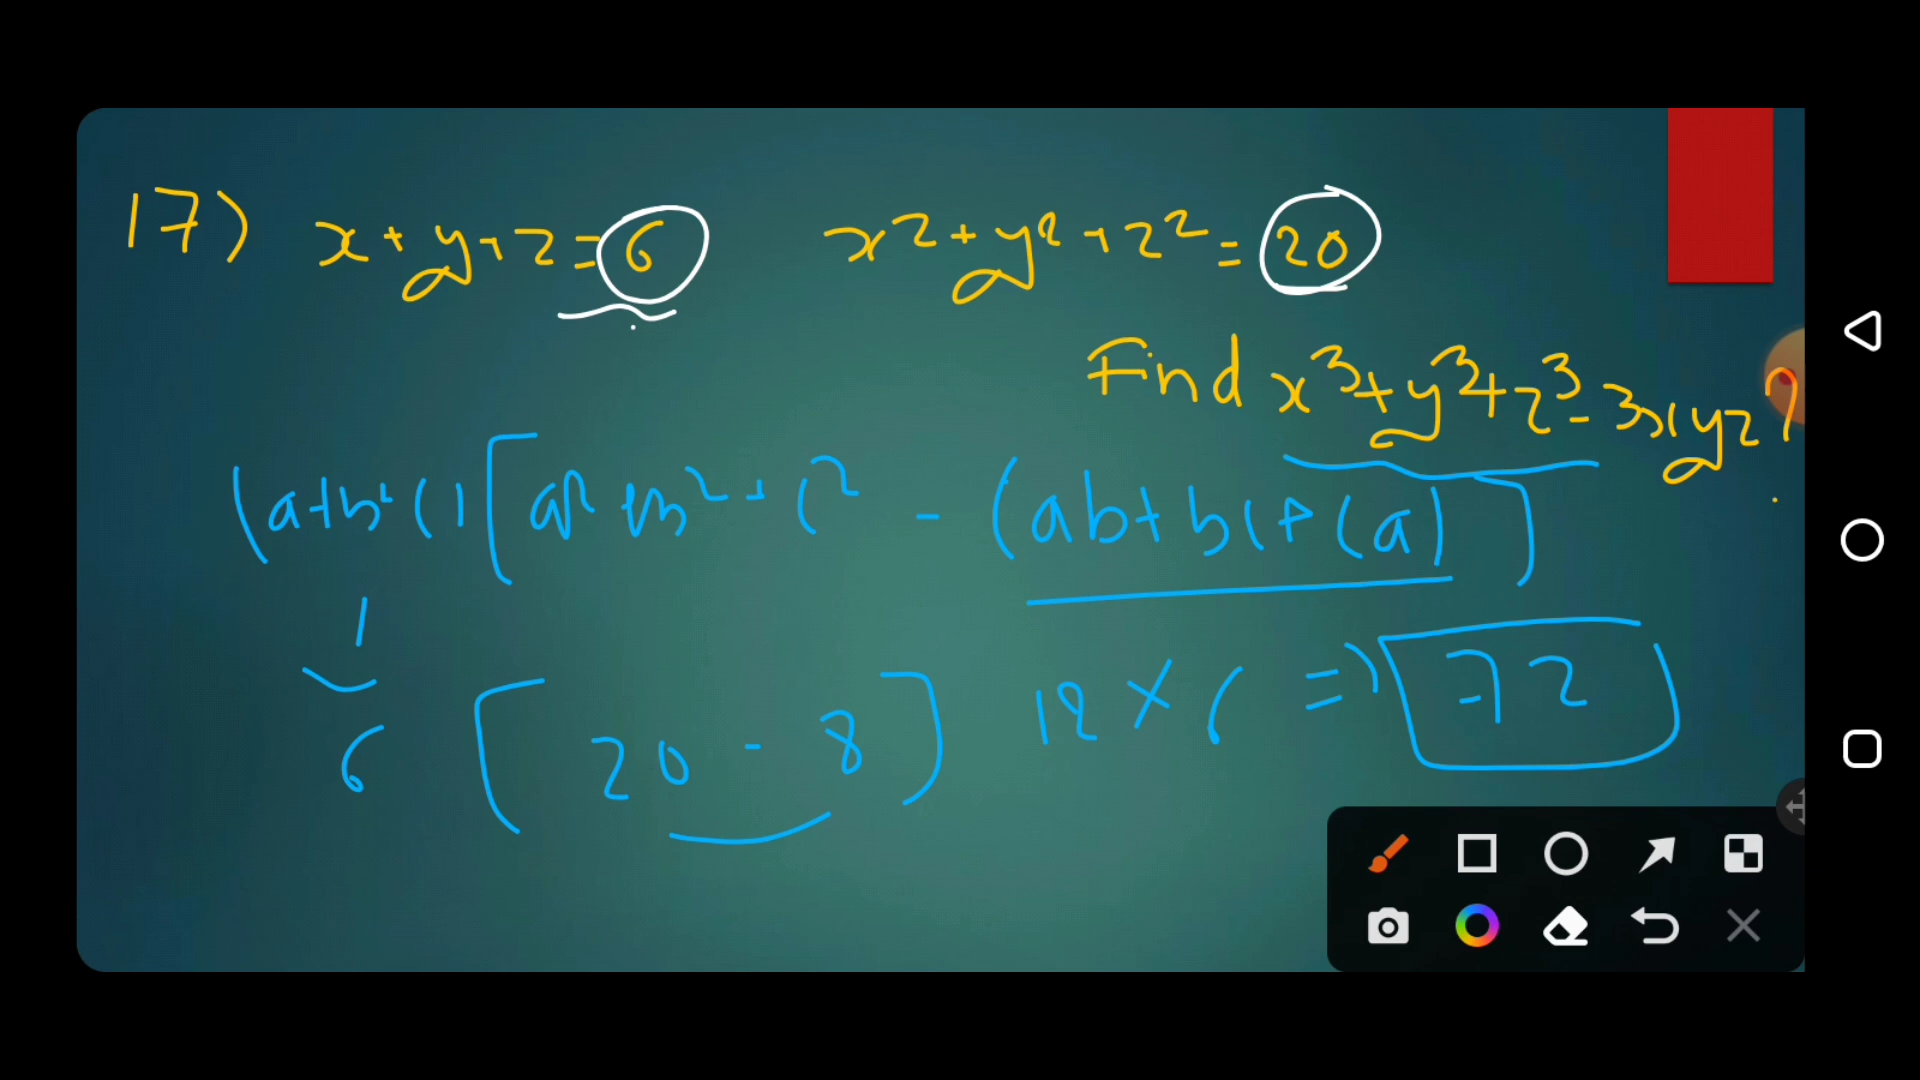 17) x+y+z=6 x²+y²+z²=20
Find x³+y³+z³-3xyz?
(a+b+c)[a²+b²+c²-(ab+bc+ca)]
6 [20-8] 12×6 ⇒ 72